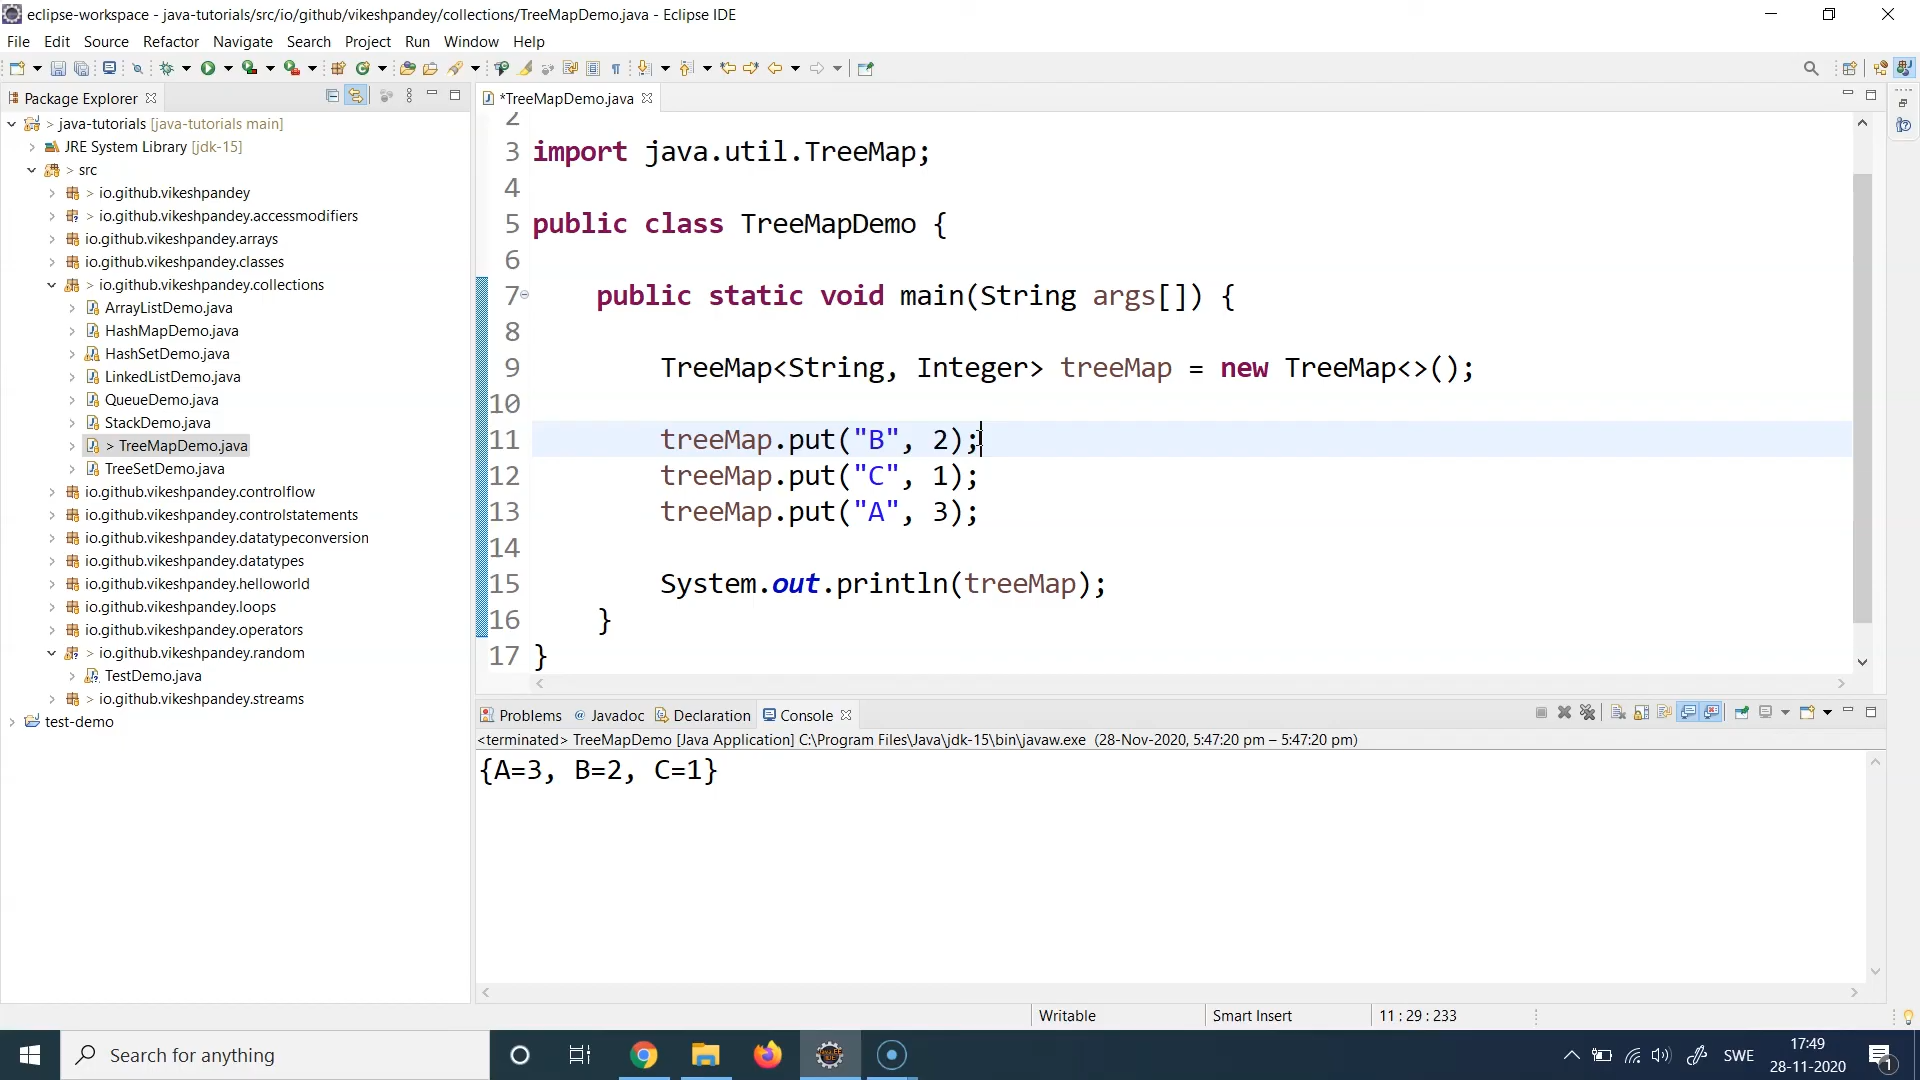 eclipse-workspace - java-tutorials/src/io/github/vikeshpandey/collections/TreeMapDemo.java - Eclipse IDE
File Edit Source Refactor Navigate Search Project Run Window Help
Package Explorer
> java-tutorials [java-tutorials main]
JRE System Library [jdk-15]
> src
> io.github.vikeshpandey
> io.github.vikeshpandey.accessmodifiers
io.github.vikeshpandey.arrays
io.github.vikeshpandey.classes
> io.github.vikeshpandey.collections
ArrayListDemo.java
HashMapDemo.java
HashSetDemo.java
LinkedListDemo.java
QueueDemo.java
StackDemo.java
> TreeMapDemo.java
TreeSetDemo.java
io.github.vikeshpandey.controlflow
io.github.vikeshpandey.controlstatements
io.github.vikeshpandey.datatypeconversion
io.github.vikeshpandey.datatypes
io.github.vikeshpandey.helloworld
io.github.vikeshpandey.loops
io.github.vikeshpandey.operators
> io.github.vikeshpandey.random
TestDemo.java
> io.github.vikeshpandey.streams
test-demo
*TreeMapDemo.java
2
3 import java.util.TreeMap;
4
5 public class TreeMapDemo {
6
7 public static void main(String args[]) {
8
9 TreeMap<String, Integer> treeMap = new TreeMap<>();
10
11 treeMap.put("B", 2);
12 treeMap.put("C", 1);
13 treeMap.put("A", 3);
14
15 System.out.println(treeMap);
16 }
17 }
Problems @ Javadoc Declaration Console
<terminated> TreeMapDemo [Java Application] C:\Program Files\Java\jdk-15\bin\javaw.exe (28-Nov-2020, 5:47:20 pm – 5:47:20 pm)
{A=3, B=2, C=1}
Writable Smart Insert 11 : 29 : 233
Search for anything
SWE
17:49
28-11-2020
1